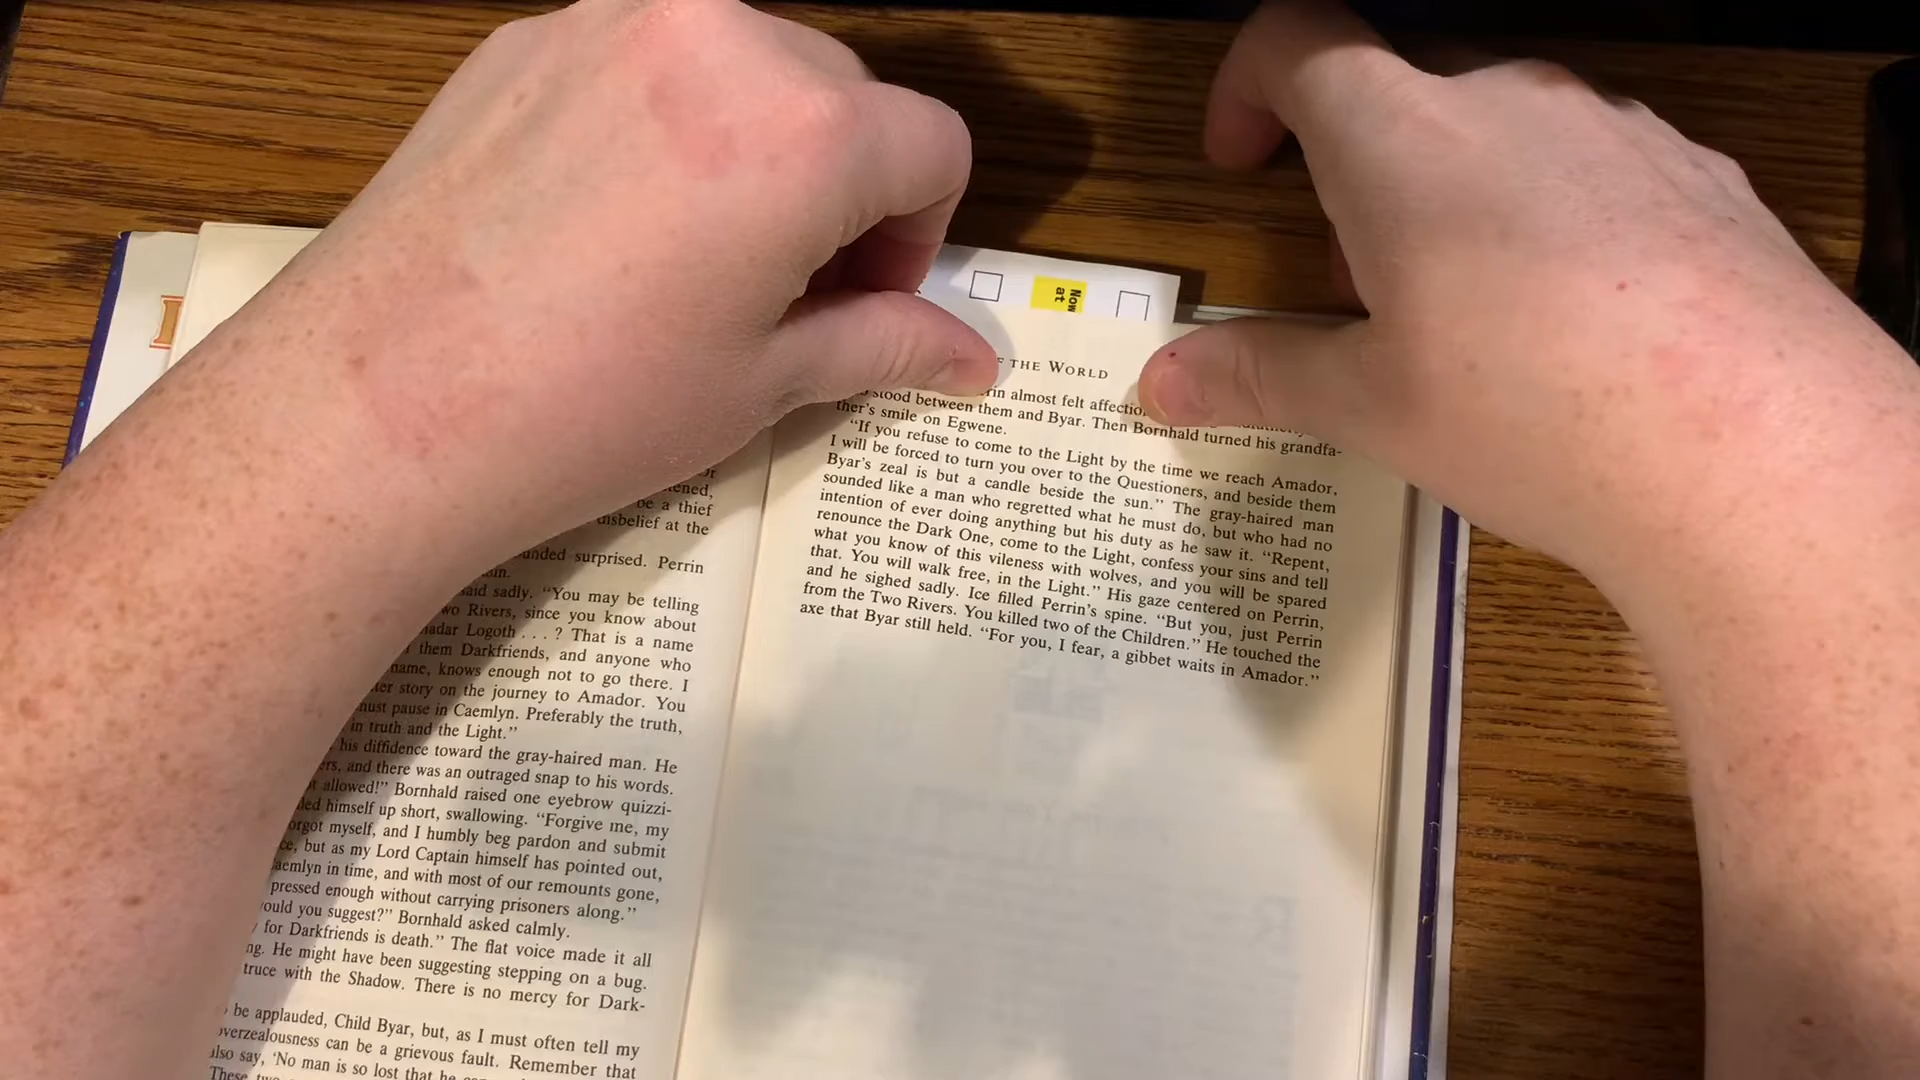 Now
at
THE WORLD
almost felt
stood between them and Byar. Then Bornhald turned his grandfa-
ther's smile on Egwene.
"If you refuse to come to the Light by the time we reach Amador,
I will be forced to turn you over to the Questioners, and beside them
Byar's zeal is but a candle beside the sun." The gray-haired man
sounded like a man who regretted what he must do, but who had no
intention of ever doing anything but his duty as he saw it. "Repent,
renounce the Dark One, come to the Light, confess your sins and tell
what you know of this vileness with wolves, and you will be spared
that. You will walk free, in the Light." His gaze centered on Perrin,
and he sighed sadly. Ice filled Perrin's spine. "But you, just Perrin
from the Two Rivers. You killed two of the Children." He touched the
axe that Byar still held. "For you, I fear, a gibbet waits in Amador."
be a thief
disbelief at the
surprised. Perrin
said sadly. "You may be telling
Rivers, since you know about
Logoth . . . ? That is a name
them Darkfriends, and anyone who
name, knows enough not to go there. I
story on the journey to Amador. You
must pause in Caemlyn. Preferably the truth,
in truth and the Light."
his diffidence toward the gray-haired man. He
and there was an outraged snap to his words.
allowed!" Bornhald raised one eyebrow quizzi-
himself up short, swallowing. "Forgive me, my
myself, and I humbly beg pardon and submit
but as my Lord Captain himself has pointed out,
in time, and with most of our remounts gone,
pressed enough without carrying prisoners along."
you suggest?" Bornhald asked calmly.
for Darkfriends is death." The flat voice made it all
He might have been suggesting stepping on a bug.
truce with the Shadow. There is no mercy for Dark-
be applauded, Child Byar, but, as I must often tell my
overzealousness can be a grievous fault. Remember that
also say, 'No man is so lost that he
These